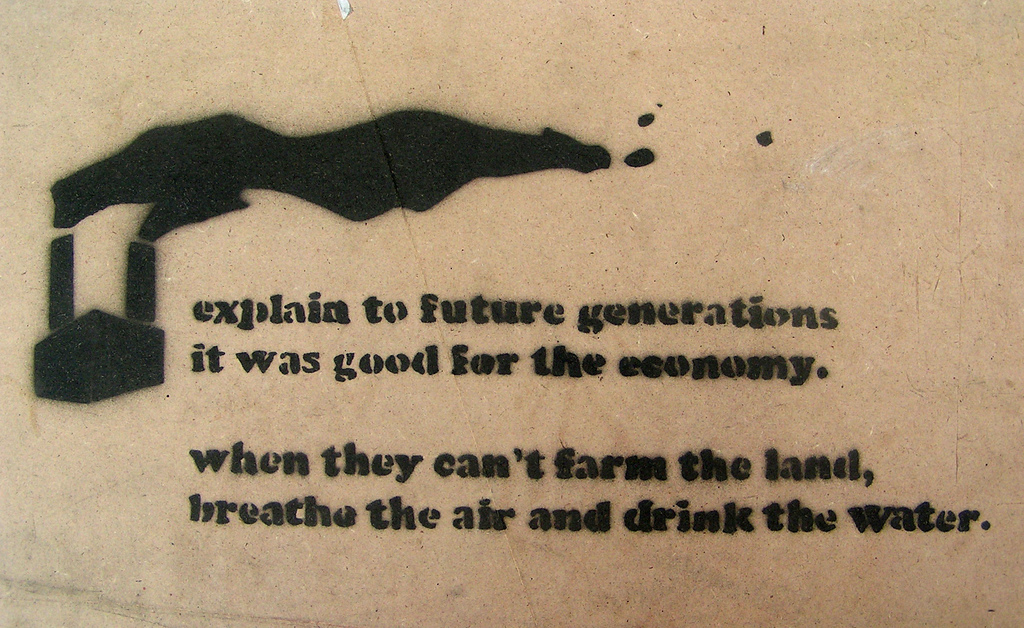 explain to future generations
it was good for the economy.
when they can't farm the land,
breathe the air and drink the water.